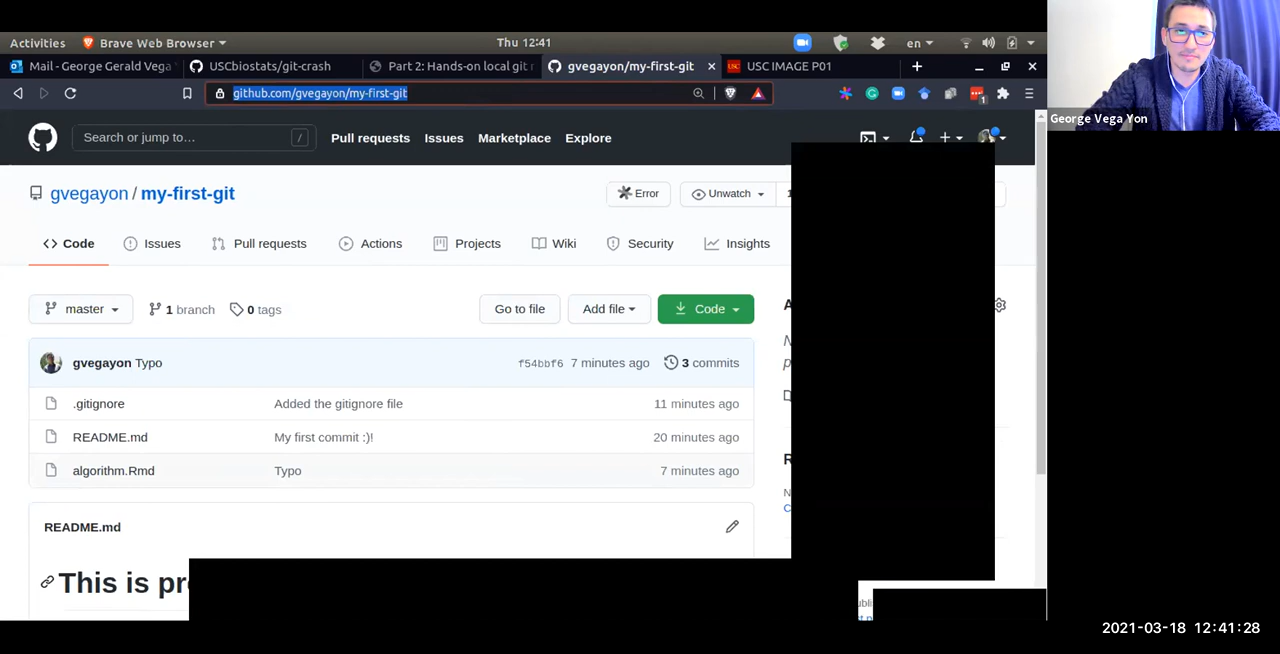 Activities Brave Web Browser Thu 12:41 en
Mail - George Gerald Vega USCbiostats/git-crash Part 2: Hands-on local git gvegayon/my-first-git USC IMAGE P01
github.com/gvegayon/my-first-git 1
Search or jump to… / Pull requests Issues Marketplace Explore
George Vega Yon
gvegayon / my-first-git Error Unwatch
Code Issues Pull requests Actions Projects Wiki Security Insights
master 1 branch 0 tags Go to file Add file Code
gvegayon Typo f54bbf6 7 minutes ago 3 commits
.gitignore Added the gitignore file 11 minutes ago
README.md My first commit :)! 20 minutes ago
algorithm.Rmd Typo 7 minutes ago
README.md
This is
2021-03-18 12:41:28